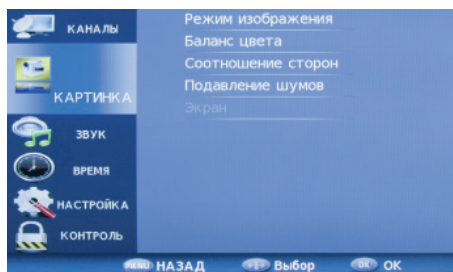 КАНАЛЫ
КАРТИНКА
ЗВУК
ВРЕМЯ
НАСТРОЙКА
КОНТРОЛЬ
Режим изображения
Баланс цвета
Соотношение сторон
Подавление шумов
Экран
MENU НАЗАД Выбор OK ОК